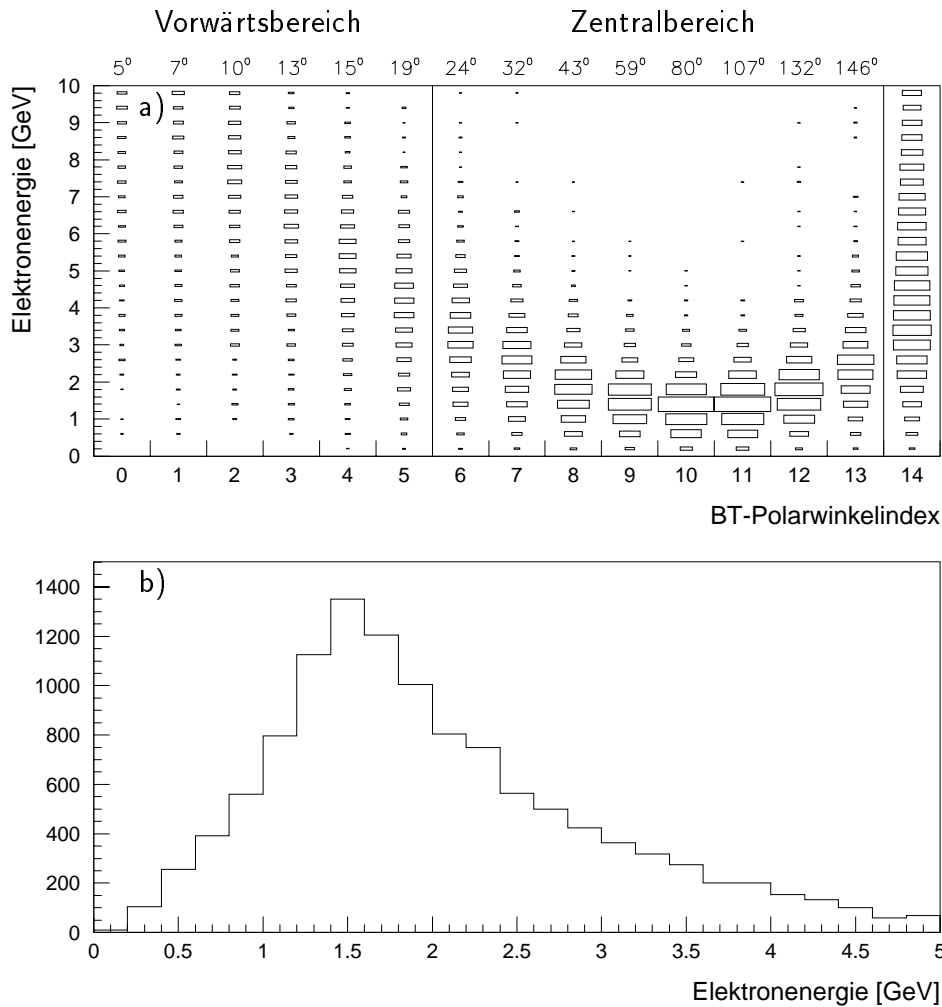 Vorwärtsbereich Zentralbereich
5° 7° 10° 13° 15° 19° 24° 32° 43° 59° 80° 107° 132° 146°
a)
Elektronenergie [GeV]
10
9
8
7
6
5
4
3
2
1
0
0 1 2 3 4 5 6 7 8 9 10 11 12 13 14
BT-Polarwinkelindex
b)
1400
1200
1000
800
600
400
200
0
0 0.5 1 1.5 2 2.5 3 3.5 4 4.5 5
Elektronenergie [GeV]